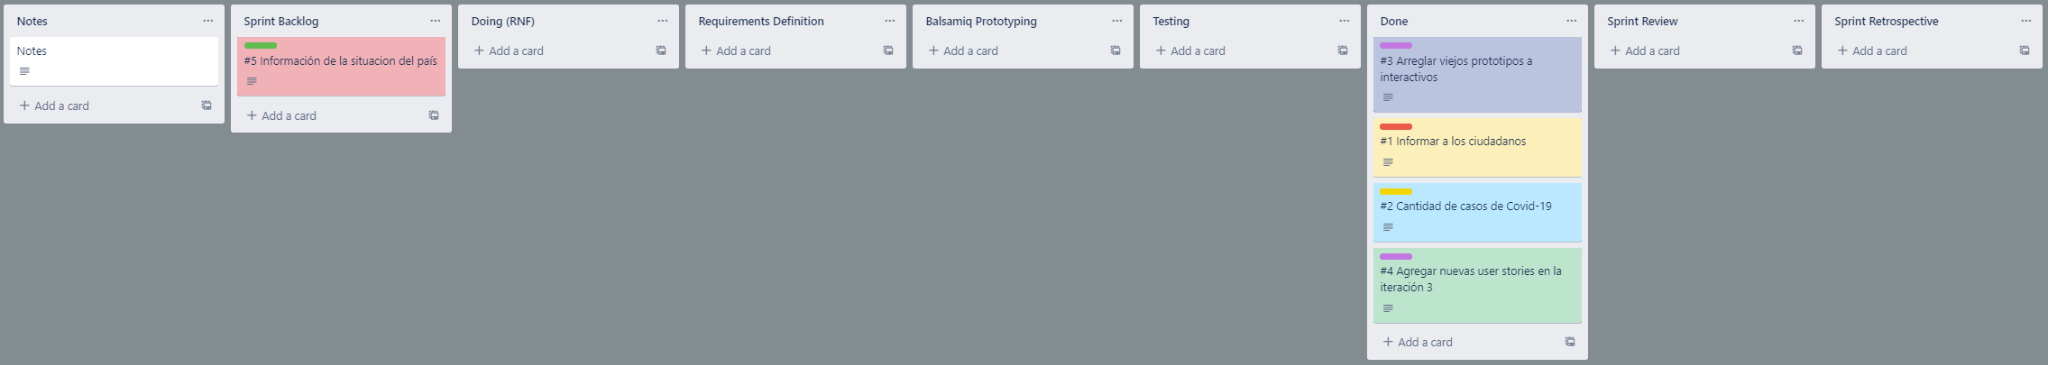 Notes
Notes
Add a card
Sprint Backlog
#5 Información de la situacion del país
Add a card
Doing (RNF)
Add a card
Requirements Definition
Add a card
Balsamiq Prototyping
Add a card
Testing
Add a card
Done
#3 Arreglar viejos prototipos a
interactivos
#1 Informar a los ciudadanos
#2 Cantidad de casos de Covid-19
#4 Agregar nuevas user stories en la
iteración 3
Add a card
Sprint Review
Add a card
Sprint Retrospective
Add a card